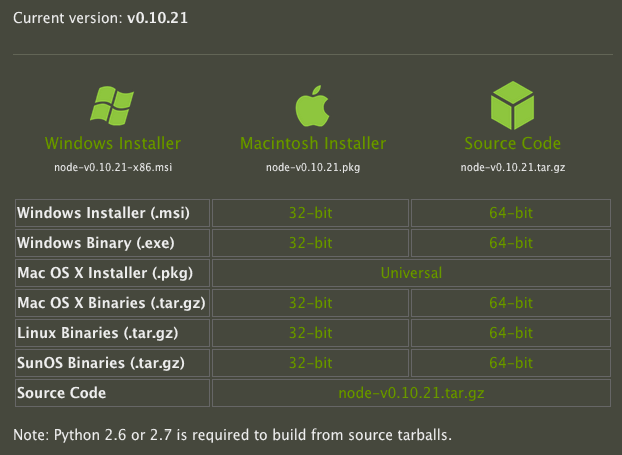 Current version: v0.10.21
Windows Installer Macintosh Installer Source Code
node-v0.10.21-x86.msi node-v0.10.21.pkg node-v0.10.21.tar.gz
Windows Installer (.msi) 32-bit 64-bit
Windows Binary (.exe) 32-bit 64-bit
Mac OS X Installer (.pkg) Universal
Mac OS X Binaries (.tar.gz) 32-bit 64-bit
Linux Binaries (.tar.gz) 32-bit 64-bit
SunOS Binaries (.tar.gz) 32-bit 64-bit
Source Code node-v0.10.21.tar.gz
Note: Python 2.6 or 2.7 is required to build from source tarballs.